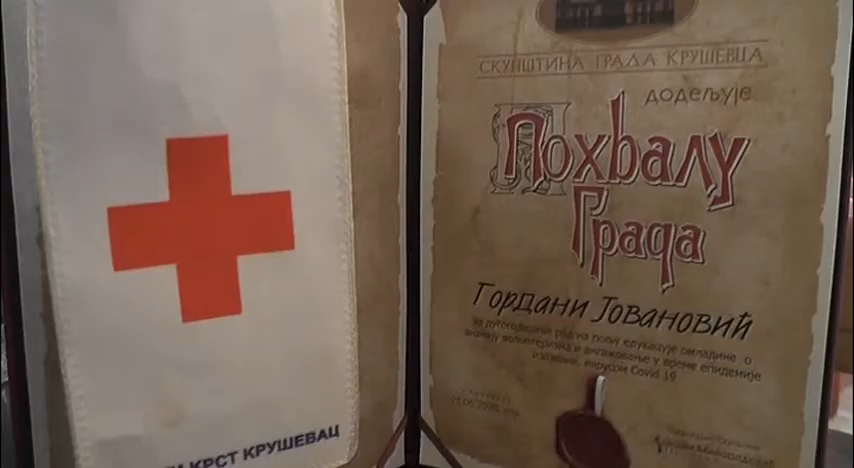 КРСТ КРУШЕВАЦ
СКУПШТИНА ГРАДА КРУШЕВЦА
додељује
Похвалу
Града
Гордани Јовановић
за дугогодишњи рад на пољу едукације омладине о
значају волонтеризма и ангажовање у време епидемије
изазване вирусом Covid 19